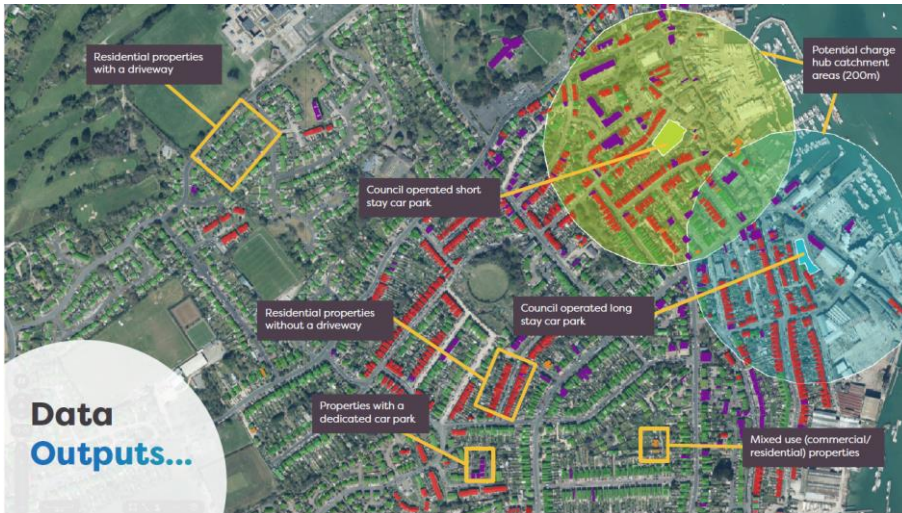 Residential properties
with a driveway
Potential charge
hub catchment
areas (200m)
Council operated short
stay car park
Residential properties
without a driveway
Council operated long
stay car park
Properties with a
dedicated car park
Mixed use (commercial/
residential) properties
Data
Outputs...